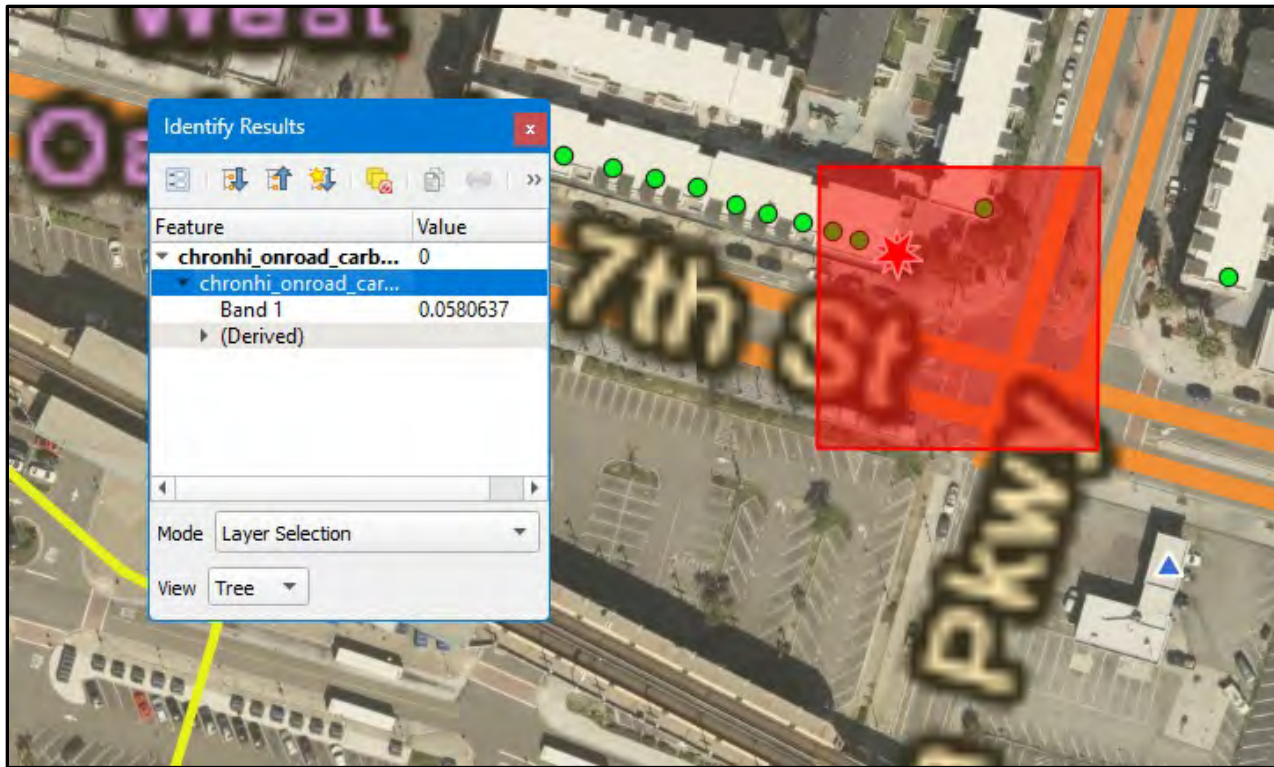 West
Identify Results
x
»
Feature Value
chronhi_onroad_carb... 0
chronhi_onroad_car...
Band 1 0.0580637
(Derived)
Mode Layer Selection
View Tree
7th St
Pkwy